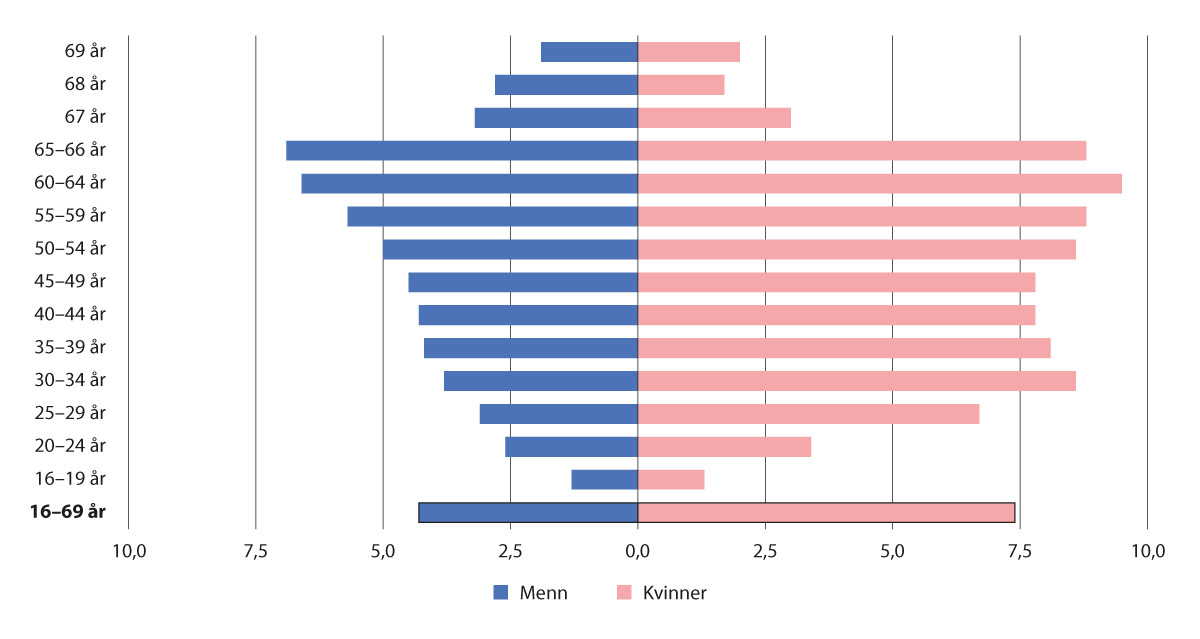 69 år
68 år
67 år
65–66 år
60–64 år
55–59 år
50–54 år
45–49 år
40–44 år
35–39 år
30–34 år
25–29 år
20–24 år
16–19 år
16–69 år
10,0 7,5 5,0 2,5 0,0 2,5 5,0 7,5 10,0
Menn Kvinner